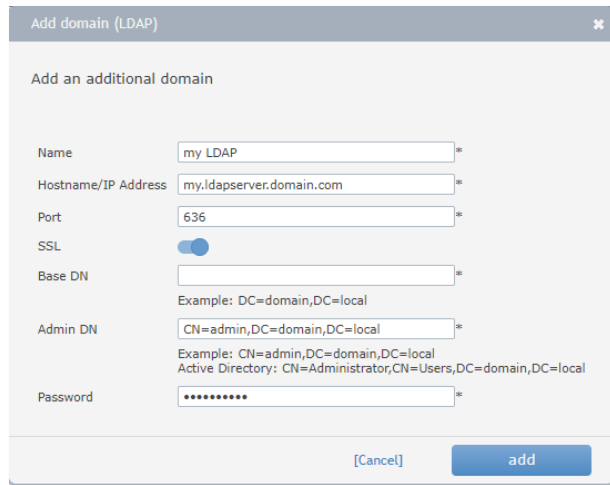 Add domain (LDAP)
Add an additional domain
Name my LDAP *
Hostname/IP Address my.ldapserver.domain.com *
Port 636 *
SSL
Base DN *
Example: DC=domain,DC=local
Admin DN CN=admin,DC=domain,DC=local *
Example: CN=admin,DC=domain,DC=local
Active Directory: CN=Administrator,CN=Users,DC=domain,DC=local
Password •••••••••• *
[Cancel] add